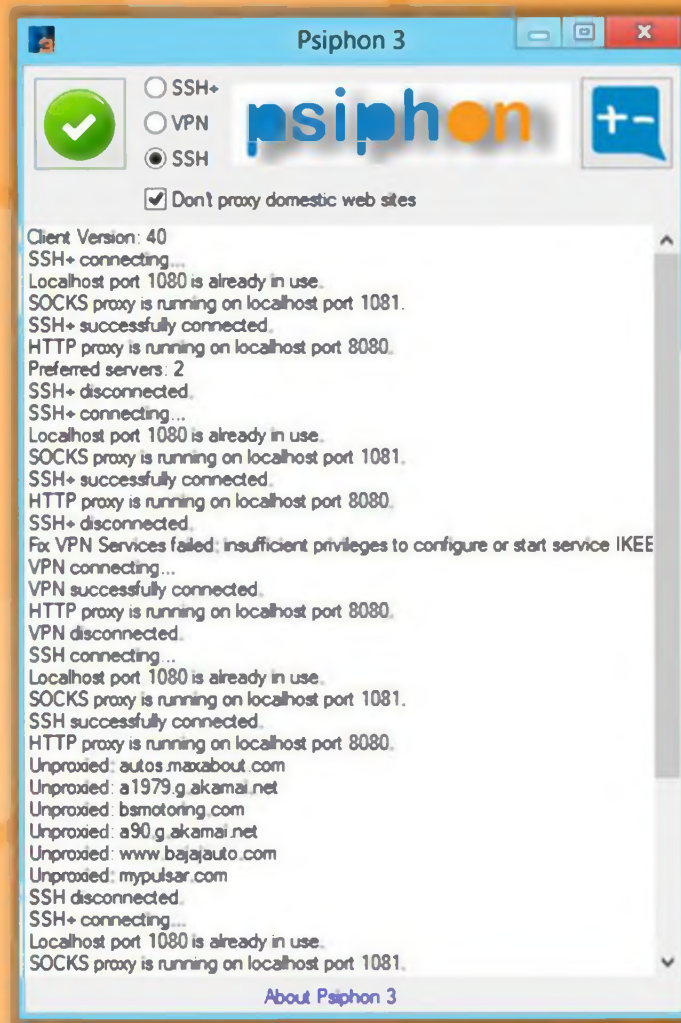 Psiphon 3
SSH+
VPN
SSH
psiphon
Don't proxy domestic web sites
Client Version: 40
SSH+ connecting...
Localhost port 1080 is already in use.
SOCKS proxy is running on localhost port 1081.
SSH+ successfully connected.
HTTP proxy is running on localhost port 8080.
Preferred servers: 2
SSH+ disconnected.
SSH+ connecting...
Localhost port 1080 is already in use.
SOCKS proxy is running on localhost port 1081.
SSH+ successfully connected.
HTTP proxy is running on localhost port 8080.
SSH+ disconnected.
Fix VPN Services failed: insufficient privileges to configure or start service IKEE
VPN connecting...
VPN successfully connected.
HTTP proxy is running on localhost port 8080.
VPN disconnected.
SSH connecting...
Localhost port 1080 is already in use.
SOCKS proxy is running on localhost port 1081.
SSH successfully connected.
HTTP proxy is running on localhost port 8080.
Unproxied: autos.maxabout.com
Unproxied: a1979.g.akamai.net
Unproxied: bsmotoring.com
Unproxied: a90.g.akamai.net
Unproxied: www.bajajauto.com
Unproxied: mypulsar.com
SSH disconnected.
SSH+ connecting...
Localhost port 1080 is already in use.
SOCKS proxy is running on localhost port 1081.
About Psiphon 3